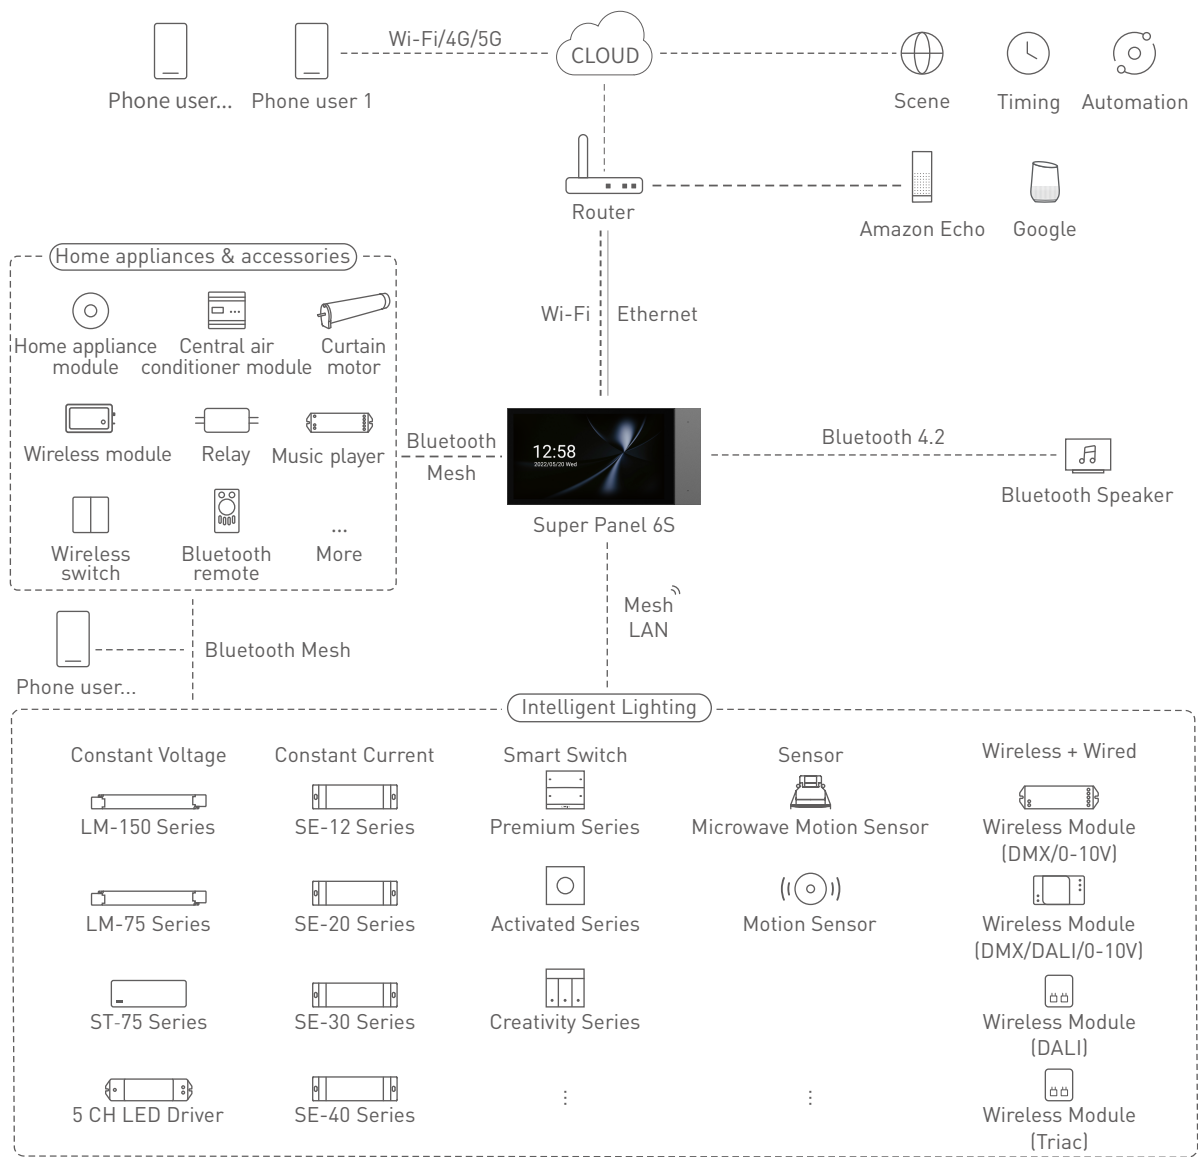 Wi-Fi/4G/5G
CLOUD
Phone user...
Phone user 1
Scene
Timing
Automation
Router
Amazon Echo
Google
Home appliances & accessories
Home appliance
module
Central air
conditioner module
Curtain
motor
Wi-Fi
Ethernet
Wireless module
Relay
Music player
Bluetooth
Mesh
12:58
2022/05/20 Wed
Super Panel 6S
Bluetooth 4.2
Bluetooth Speaker
Wireless
switch
Bluetooth
remote
...
More
Mesh
LAN
Bluetooth Mesh
Phone user...
Intelligent Lighting
Constant Voltage
Constant Current
Smart Switch
Sensor
Wireless + Wired
LM-150 Series
SE-12 Series
Premium Series
Microwave Motion Sensor
Wireless Module
(DMX/0-10V)
LM-75 Series
SE-20 Series
Activated Series
Motion Sensor
Wireless Module
(DMX/DALI/0-10V)
ST-75 Series
SE-30 Series
Creativity Series
Wireless Module
(DALI)
5 CH LED Driver
SE-40 Series
⋮
⋮
Wireless Module
(Triac)